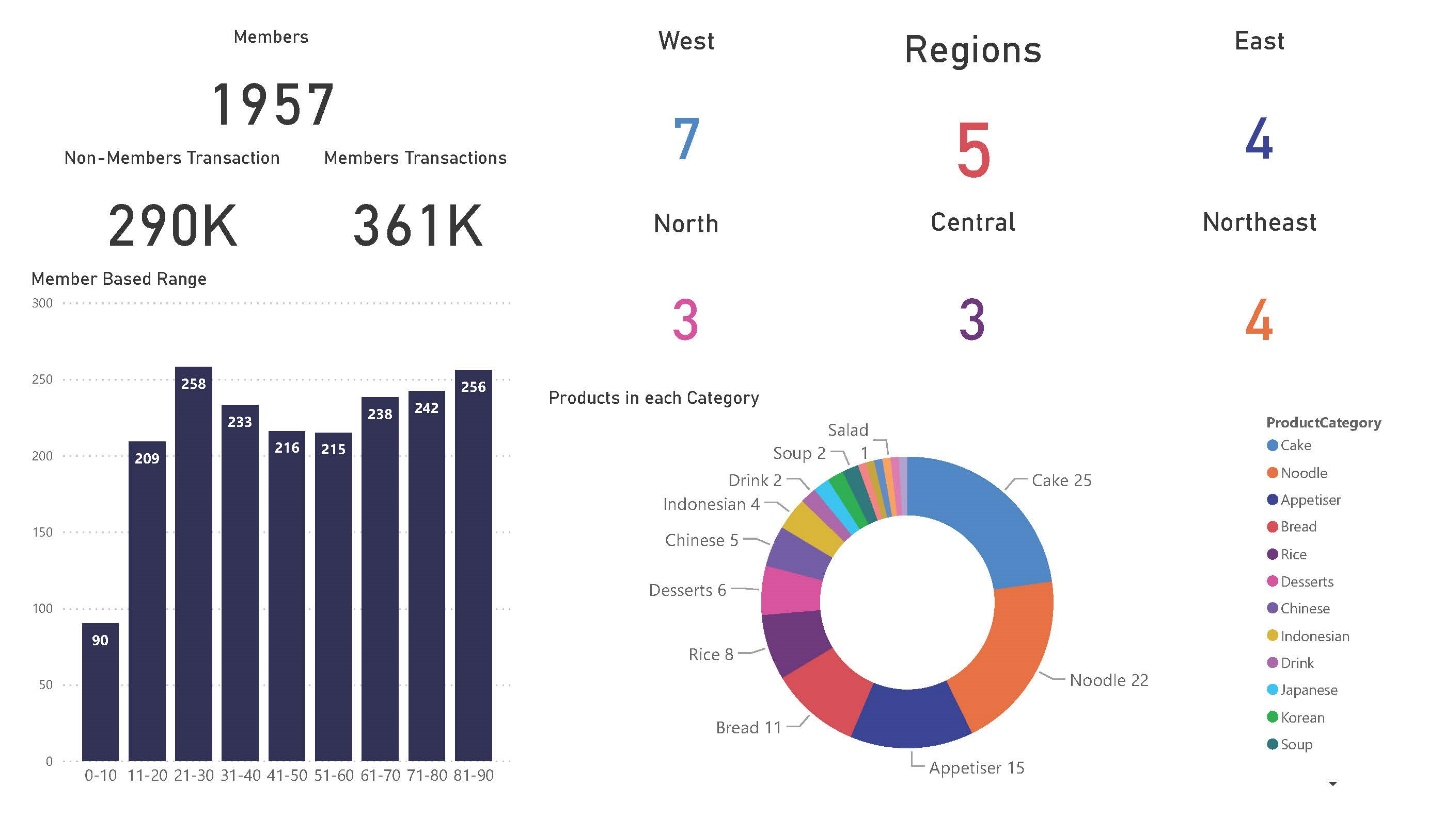 Members
1957
Non-Members Transaction
290K
Members Transactions
361K
West
7
Regions
5
East
4
North
3
Central
3
Northeast
4
Member Based Range
300
250
200
150
100
50
0
90
209
258
233
216
215
238
242
256
0-10 11-20 21-30 31-40 41-50 51-60 61-70 71-80 81-90
Products in each Category
Salad
1
Soup 2
Drink 2
Indonesian 4
Chinese 5
Desserts 6
Rice 8
Bread 11
Appetiser 15
Noodle 22
Cake 25
ProductCategory
Cake
Noodle
Appetiser
Bread
Rice
Desserts
Chinese
Indonesian
Drink
Japanese
Korean
Soup